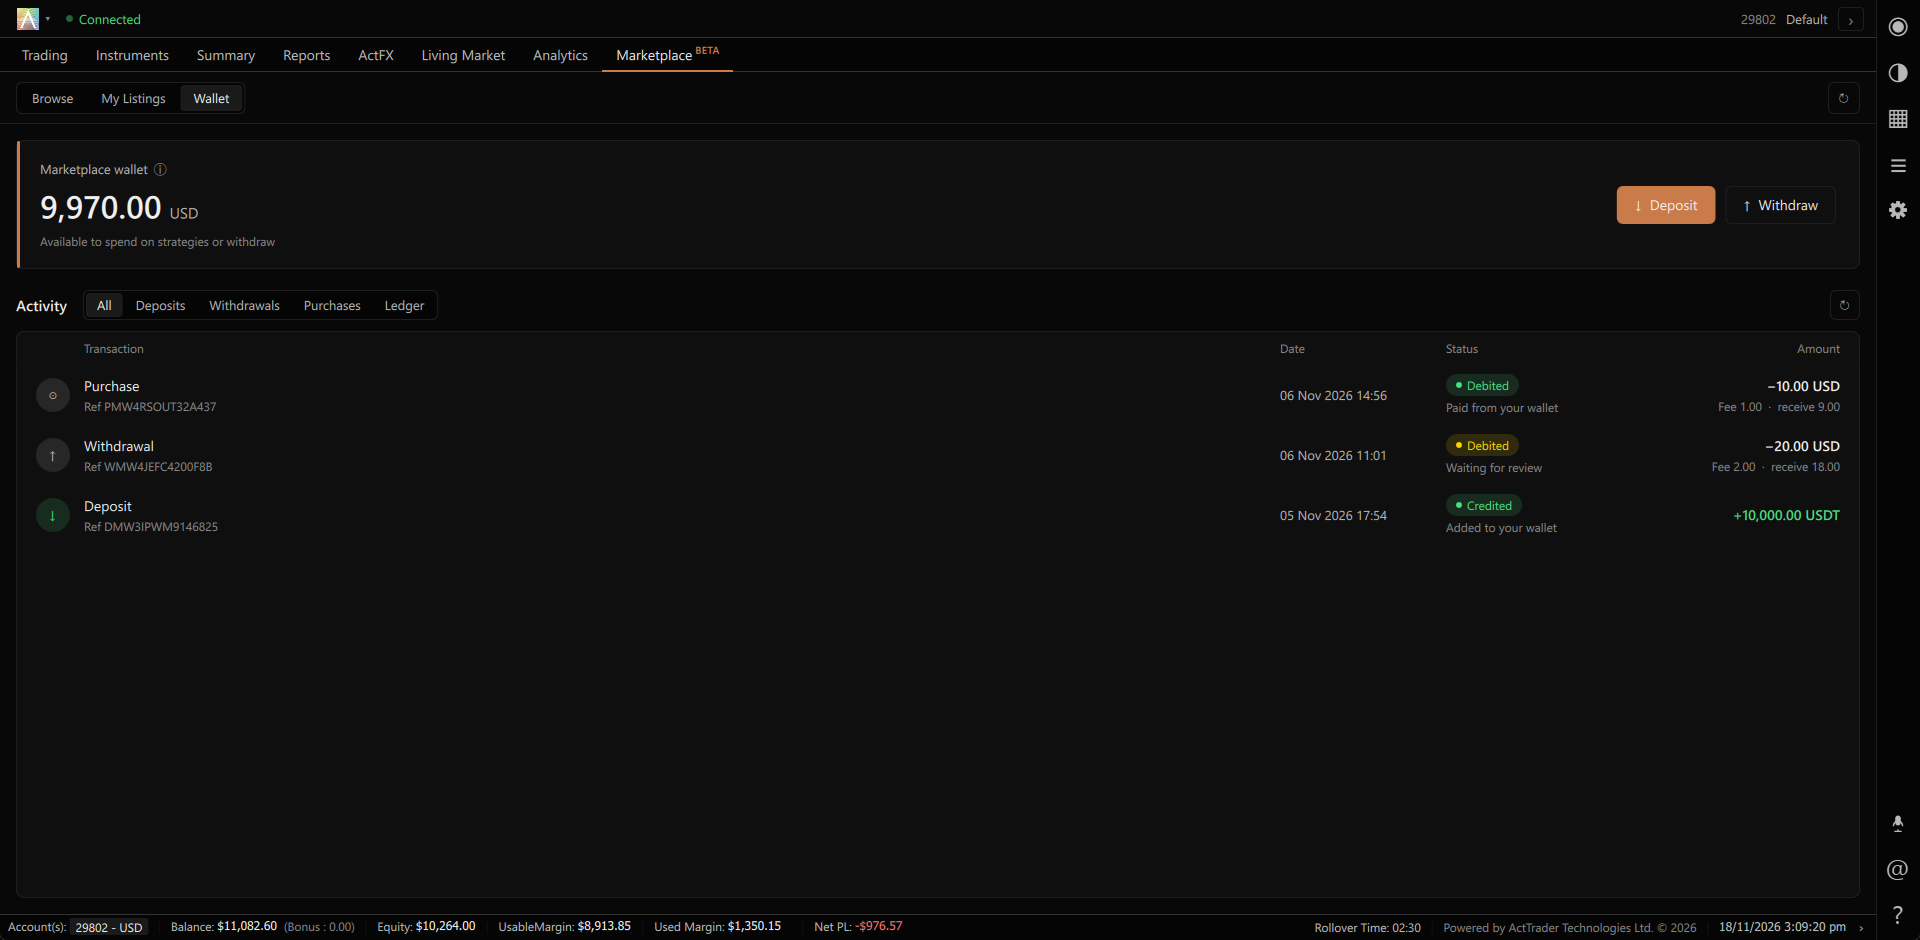 Connected
29802 Default
Trading Instruments Summary Reports ActFX Living Market Analytics Marketplace BETA
Browse My Listings Wallet
Marketplace wallet
9,970.00 USD
Available to spend on strategies or withdraw
↓ Deposit ↑ Withdraw
Activity All Deposits Withdrawals Purchases Ledger
Transaction Date Status Amount
Purchase 06 Nov 2026 14:56 Debited −10.00 USD
Ref PMW4RSOUT32A437 Paid from your wallet Fee 1.00 · receive 9.00
Withdrawal 06 Nov 2026 11:01 Debited −20.00 USD
Ref WMW4JEFC4200F8B Waiting for review Fee 2.00 · receive 18.00
Deposit 05 Nov 2026 17:54 Credited +10,000.00 USDT
Ref DMW3IPWM9146825 Added to your wallet
Account(s): 29802 - USD Balance: $11,082.60 (Bonus : 0.00) Equity: $10,264.00 UsableMargin: $8,913.85 Used Margin: $1,350.15 Net PL: -$976.57 Rollover Time: 02:30 Powered by ActTrader Technologies Ltd. © 2026 18/11/2026 3:09:20 pm